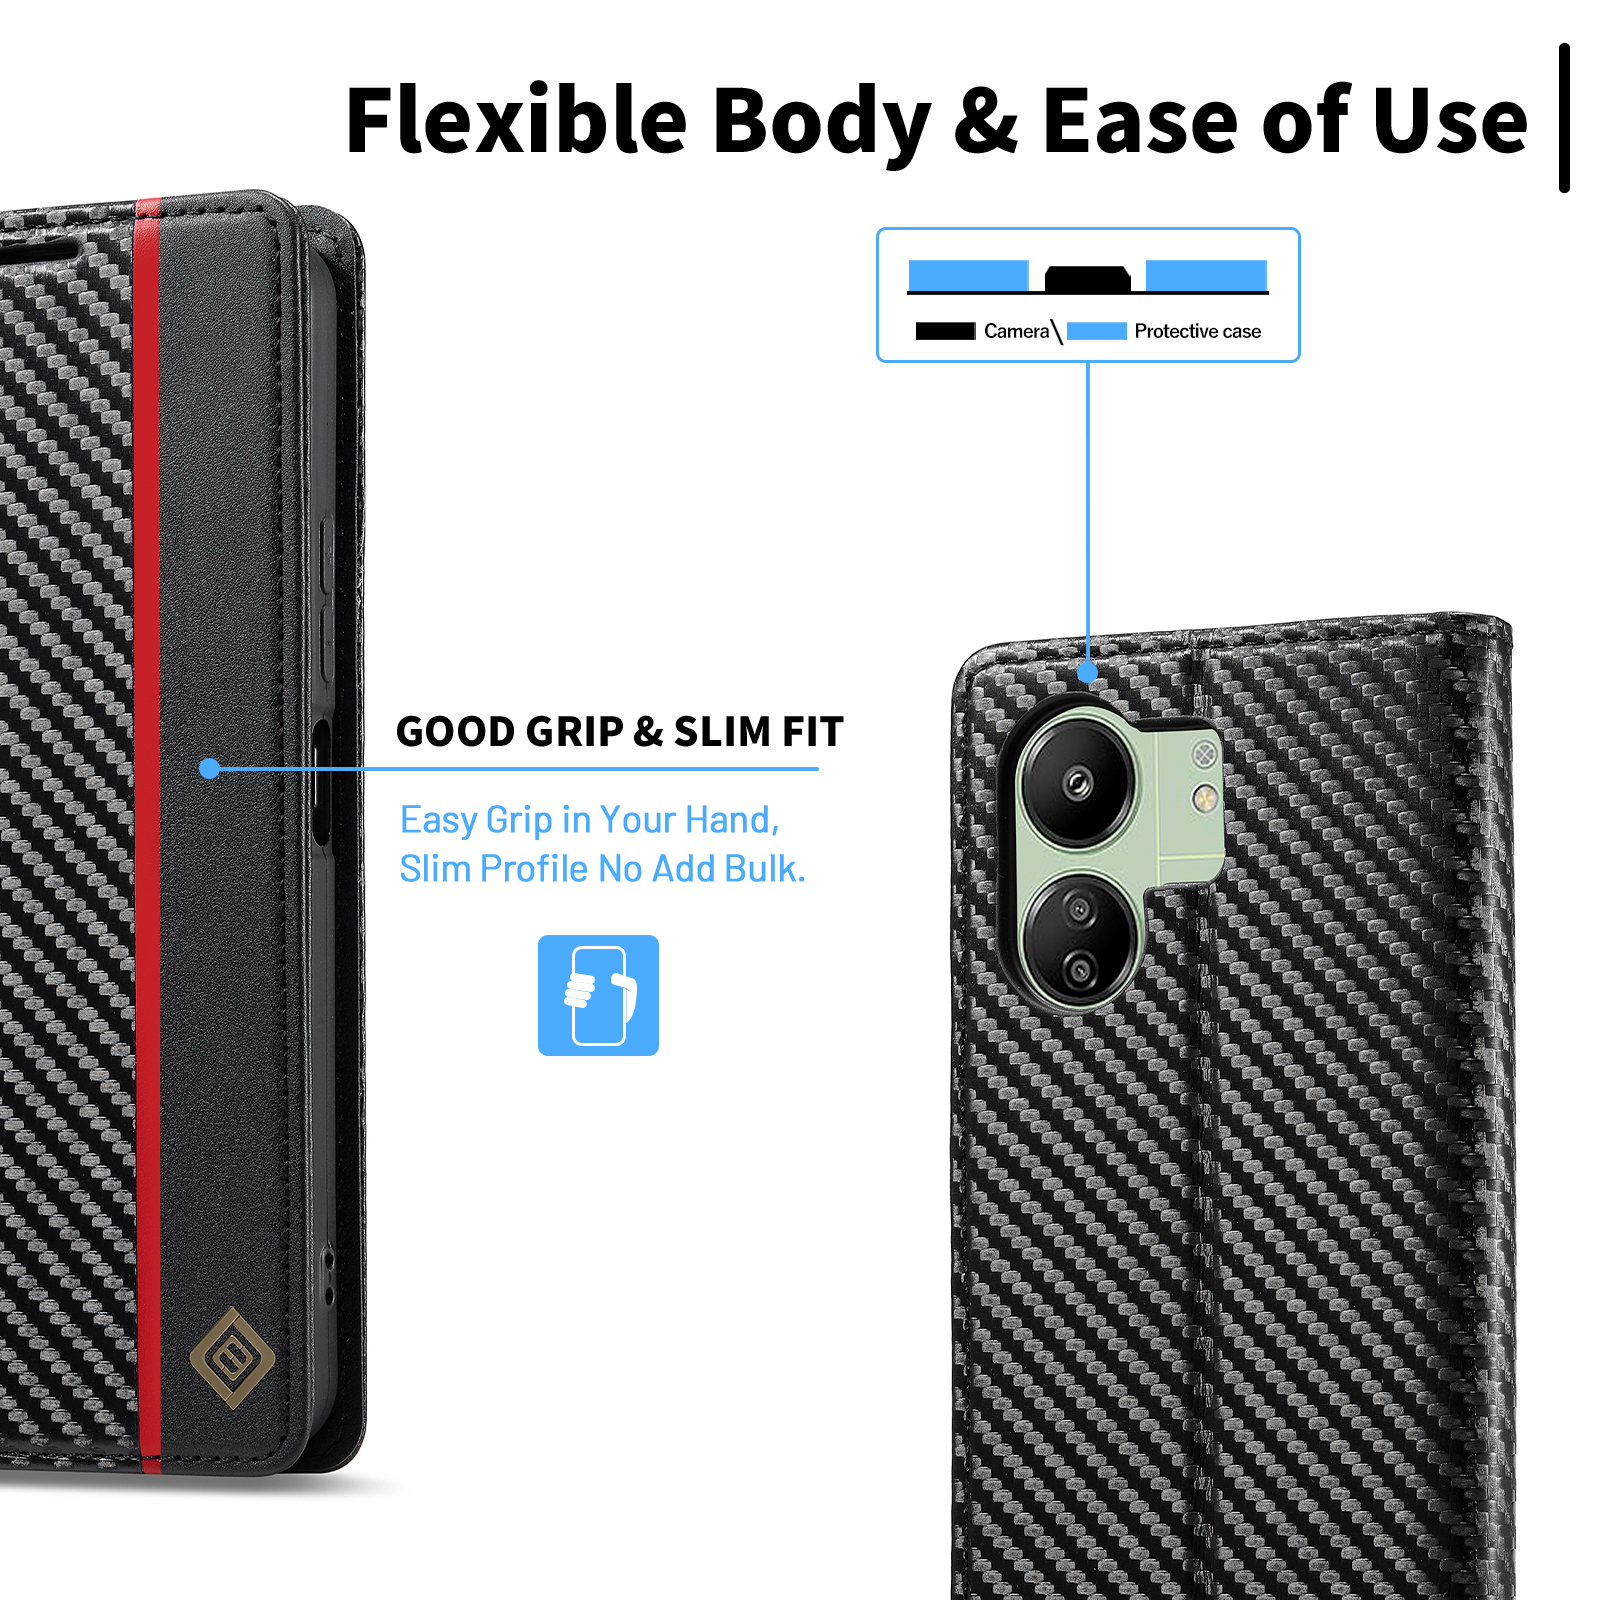 Flexible Body & Ease of Use
Camera\ Protective case
GOOD GRIP & SLIM FIT
Easy Grip in Your Hand,
Slim Profile No Add Bulk.